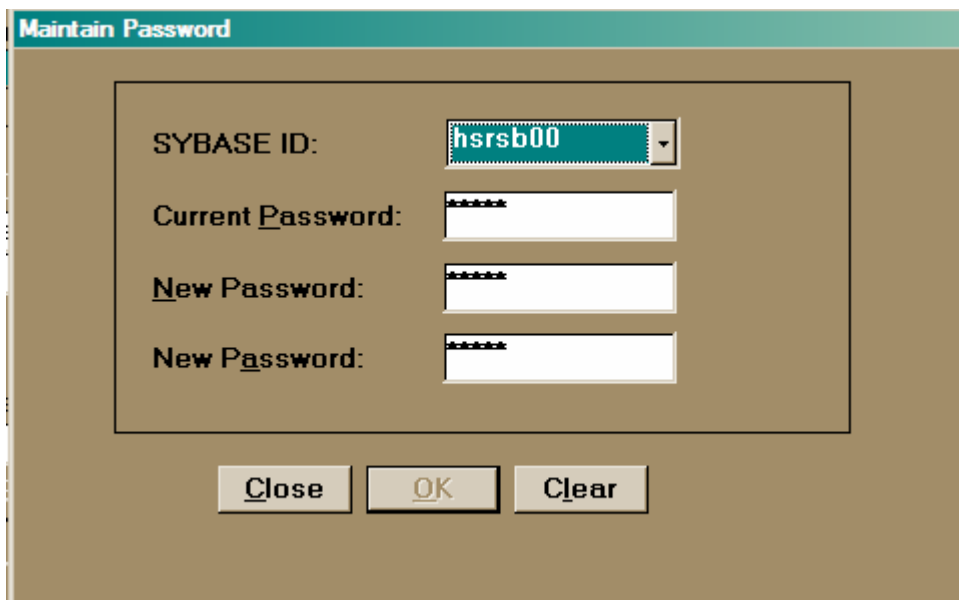 Maintain Password
SYBASE ID: hsrsb00
Current Password: *****
New Password: *****
New Password: *****
Close OK Clear